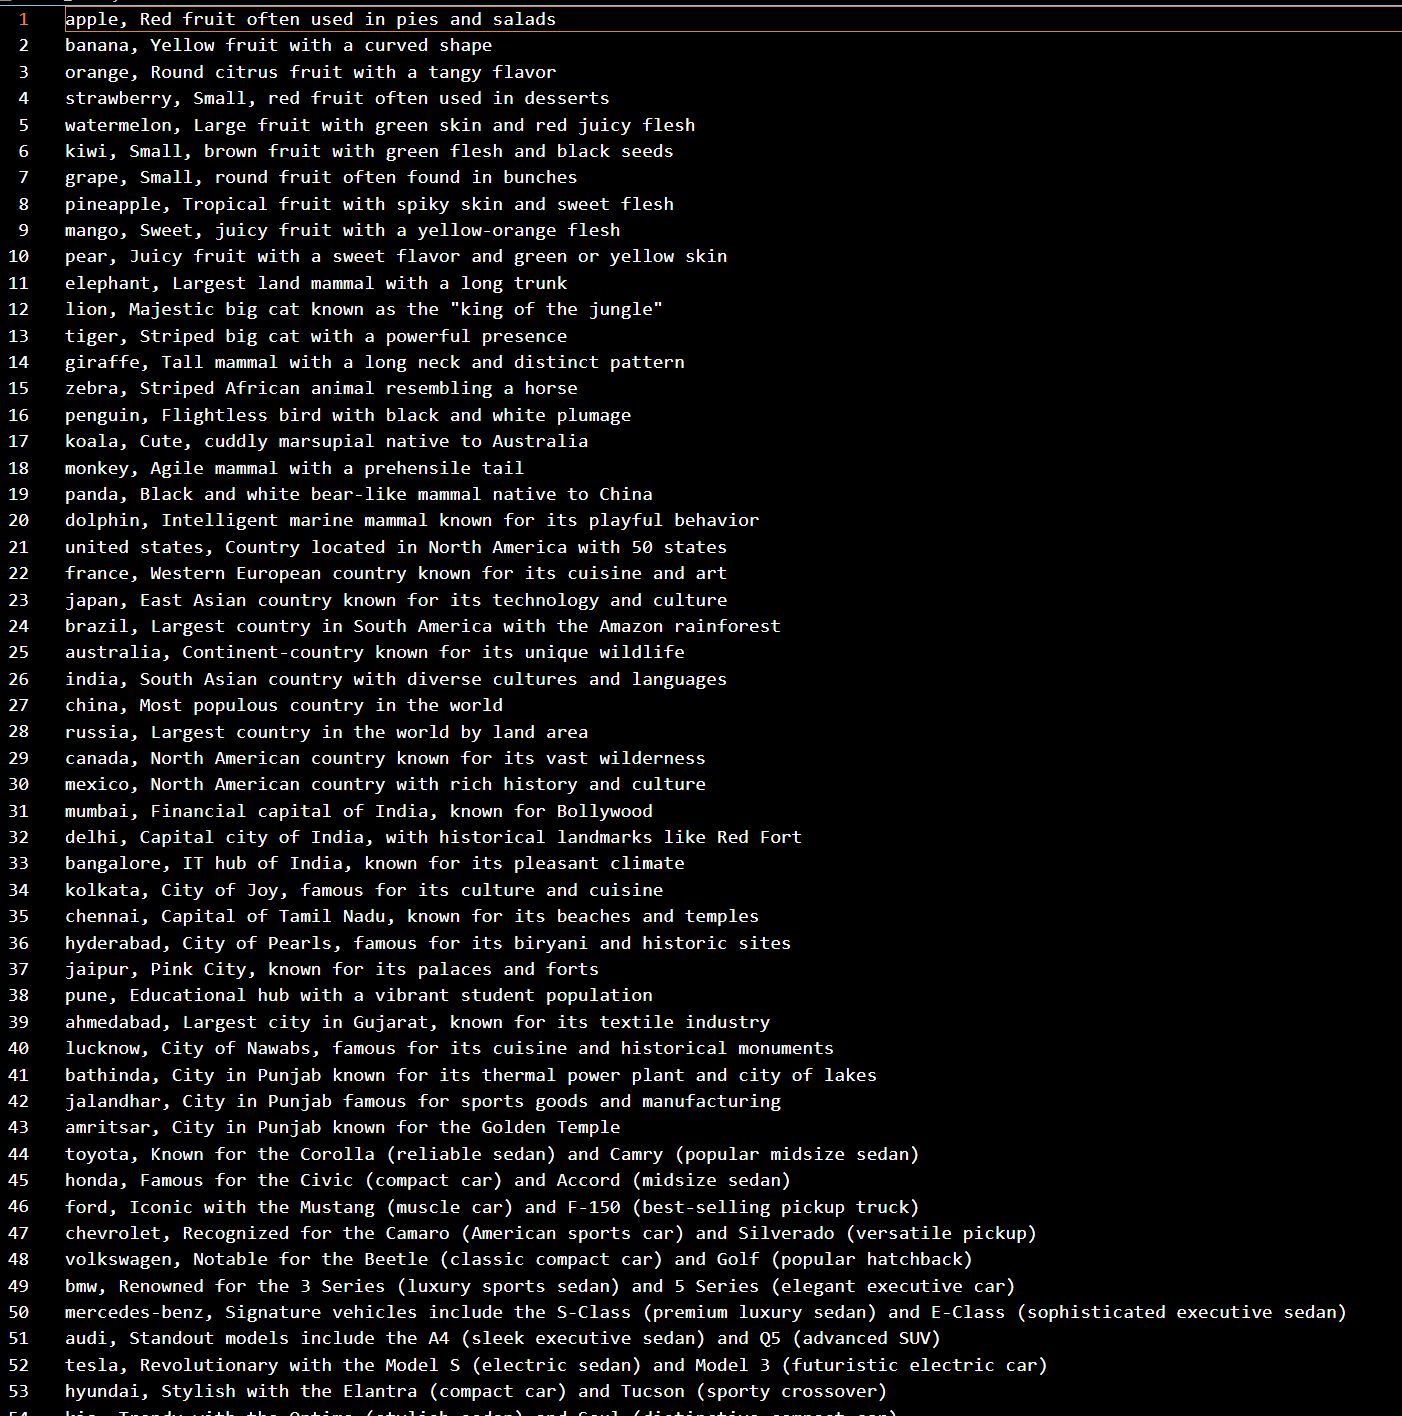 1 apple, Red fruit often used in pies and salads
2 banana, Yellow fruit with a curved shape
3 orange, Round citrus fruit with a tangy flavor
4 strawberry, Small, red fruit often used in desserts
5 watermelon, Large fruit with green skin and red juicy flesh
6 kiwi, Small, brown fruit with green flesh and black seeds
7 grape, Small, round fruit often found in bunches
8 pineapple, Tropical fruit with spiky skin and sweet flesh
9 mango, Sweet, juicy fruit with a yellow-orange flesh
10 pear, Juicy fruit with a sweet flavor and green or yellow skin
11 elephant, Largest land mammal with a long trunk
12 lion, Majestic big cat known as the "king of the jungle"
13 tiger, Striped big cat with a powerful presence
14 giraffe, Tall mammal with a long neck and distinct pattern
15 zebra, Striped African animal resembling a horse
16 penguin, Flightless bird with black and white plumage
17 koala, Cute, cuddly marsupial native to Australia
18 monkey, Agile mammal with a prehensile tail
19 panda, Black and white bear-like mammal native to China
20 dolphin, Intelligent marine mammal known for its playful behavior
21 united states, Country located in North America with 50 states
22 france, Western European country known for its cuisine and art
23 japan, East Asian country known for its technology and culture
24 brazil, Largest country in South America with the Amazon rainforest
25 australia, Continent-country known for its unique wildlife
26 india, South Asian country with diverse cultures and languages
27 china, Most populous country in the world
28 russia, Largest country in the world by land area
29 canada, North American country known for its vast wilderness
30 mexico, North American country with rich history and culture
31 mumbai, Financial capital of India, known for Bollywood
32 delhi, Capital city of India, with historical landmarks like Red Fort
33 bangalore, IT hub of India, known for its pleasant climate
34 kolkata, City of Joy, famous for its culture and cuisine
35 chennai, Capital of Tamil Nadu, known for its beaches and temples
36 hyderabad, City of Pearls, famous for its biryani and historic sites
37 jaipur, Pink City, known for its palaces and forts
38 pune, Educational hub with a vibrant student population
39 ahmedabad, Largest city in Gujarat, known for its textile industry
40 lucknow, City of Nawabs, famous for its cuisine and historical monuments
41 bathinda, City in Punjab known for its thermal power plant and city of lakes
42 jalandhar, City in Punjab famous for sports goods and manufacturing
43 amritsar, City in Punjab known for the Golden Temple
44 toyota, Known for the Corolla (reliable sedan) and Camry (popular midsize sedan)
45 honda, Famous for the Civic (compact car) and Accord (midsize sedan)
46 ford, Iconic with the Mustang (muscle car) and F-150 (best-selling pickup truck)
47 chevrolet, Recognized for the Camaro (American sports car) and Silverado (versatile pickup)
48 volkswagen, Notable for the Beetle (classic compact car) and Golf (popular hatchback)
49 bmw, Renowned for the 3 Series (luxury sports sedan) and 5 Series (elegant executive car)
50 mercedes-benz, Signature vehicles include the S-Class (premium luxury sedan) and E-Class (sophisticated executive sedan)
51 audi, Standout models include the A4 (sleek executive sedan) and Q5 (advanced SUV)
52 tesla, Revolutionary with the Model S (electric sedan) and Model 3 (futuristic electric car)
53 hyundai, Stylish with the Elantra (compact car) and Tucson (sporty crossover)